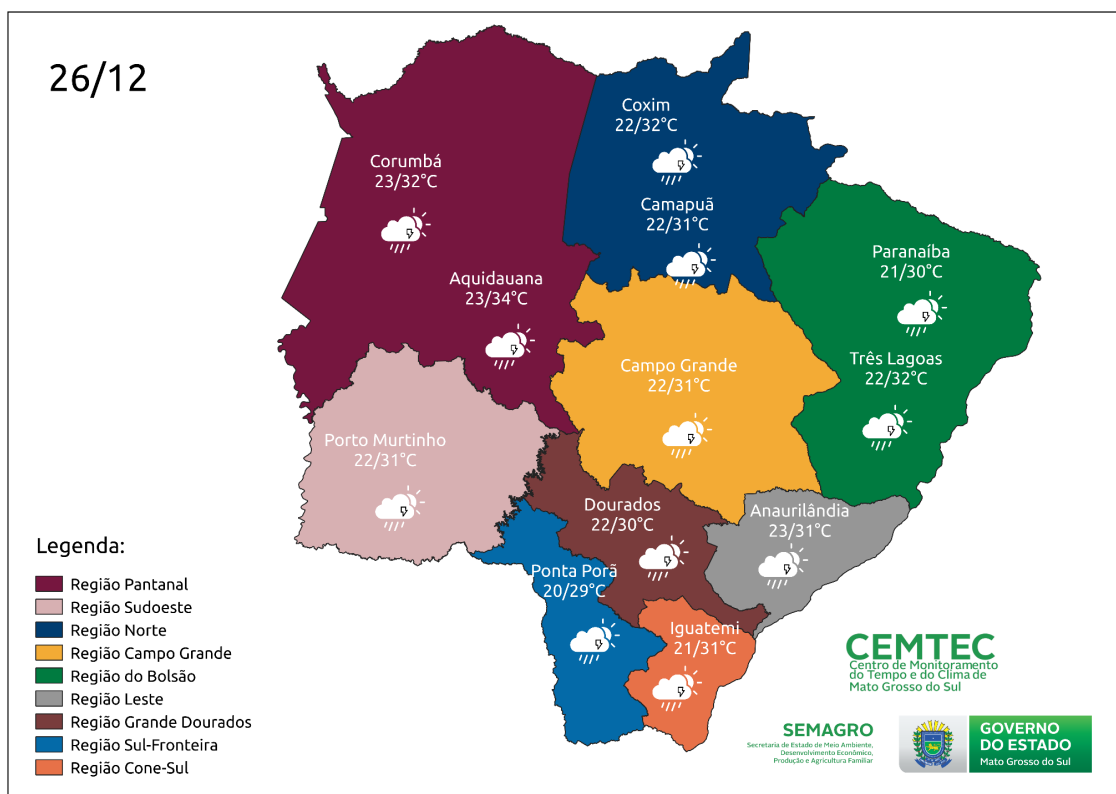 26/12
Coxim
22/32°C
Corumbá
23/32°C
Camapuã
22/31°C
Paranaíba
21/30°C
Aquidauana
23/34°C
Campo Grande
22/31°C
Três Lagoas
22/32°C
Porto Murtinho
22/31°C
Dourados
22/30°C
Anaurilândia
23/31°C
Ponta Porã
20/29°C
Iguatemi
21/31°C
Legenda:
Região Pantanal
Região Sudoeste
Região Norte
Região Campo Grande
Região do Bolsão
Região Leste
Região Grande Dourados
Região Sul-Fronteira
Região Cone-Sul
CEMTEC
Centro de Monitoramento
do Tempo e do Clima de
Mato Grosso do Sul
SEMAGRO
Secretaria de Estado de Meio Ambiente,
Desenvolvimento Econômico,
Produção e Agricultura Familiar
GOVERNO
DO ESTADO
Mato Grosso do Sul